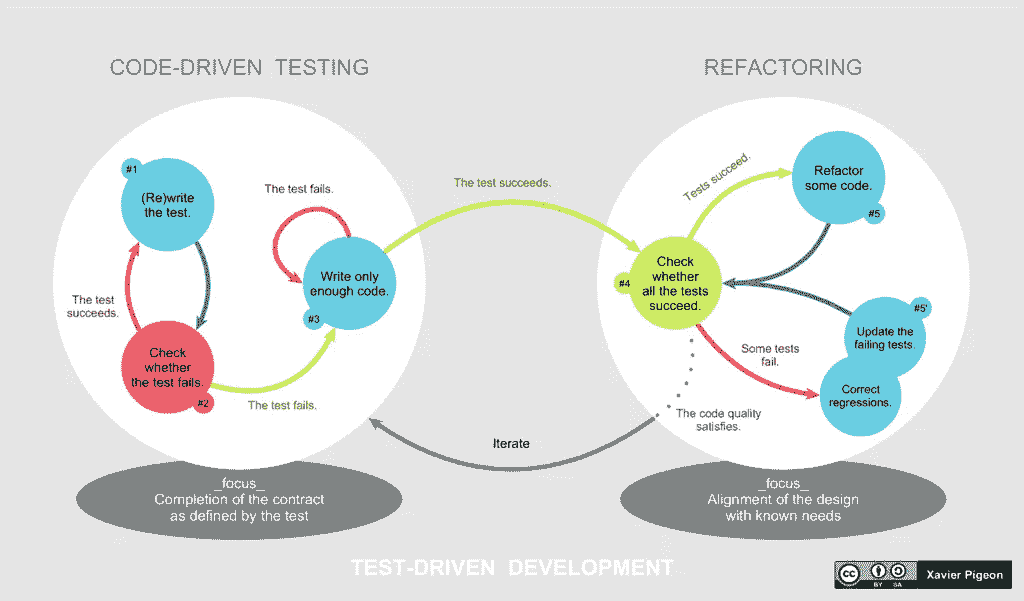 CODE-DRIVEN TESTING
REFACTORING
#1
(Re)write
the test.
The test
succeeds.
Check
whether
the test fails.
#2
The test fails.
The test fails.
Write only
enough code.
#3
The test succeeds.
#4
Check
whether
all the tests
succeed.
Tests succeed.
Refactor
some code.
#5
Some tests
fail.
#5'
Update the
failing tests.
Correct
regressions.
The code quality
satisfies.
Iterate
_focus_
Completion of the contract
as defined by the test
_focus_
Alignment of the design
with known needs
TEST-DRIVEN DEVELOPMENT
cc
BY SA
Xavier Pigeon